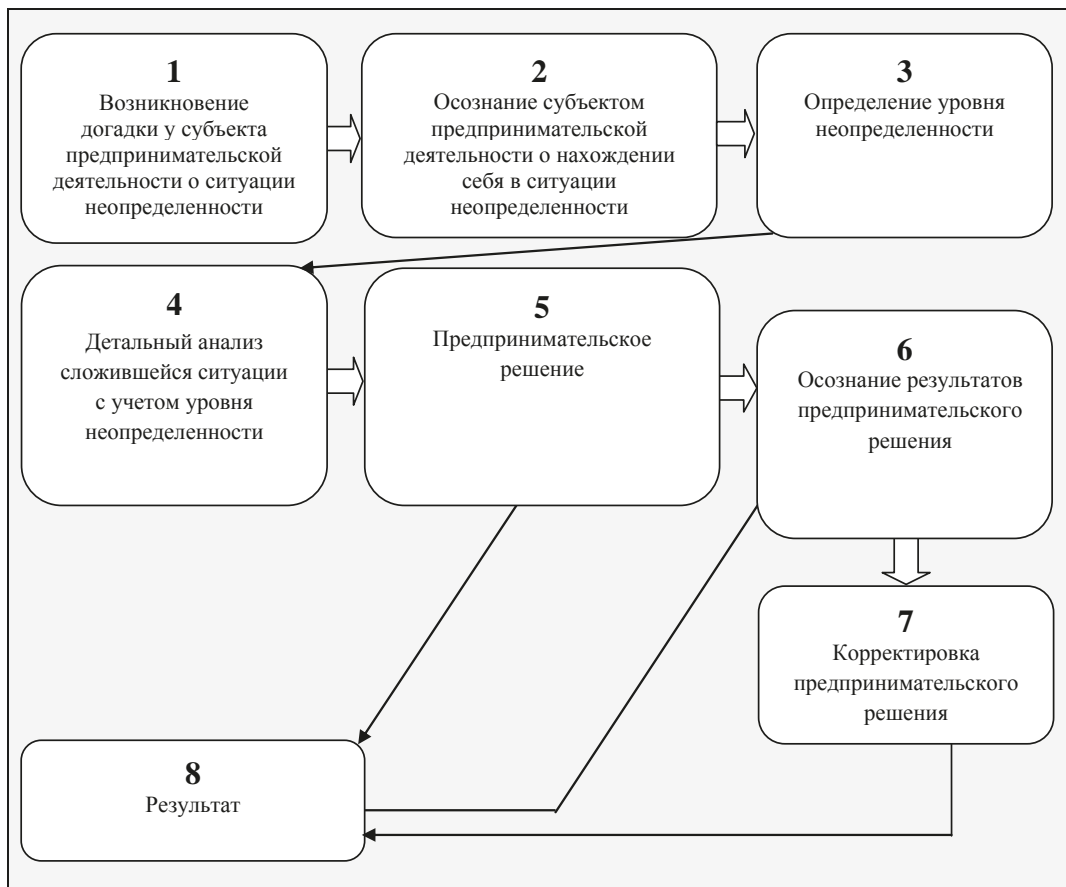 1
Возникновение
догадки у субъекта
предпринимательской
деятельности о ситуации
неопределенности
2
Осознание субъектом
предпринимательской
деятельности о нахождении
себя в ситуации
неопределенности
3
Определение уровня
неопределенности
4
Детальный анализ
сложившейся ситуации
с учетом уровня
неопределенности
5
Предпринимательское
решение
6
Осознание результатов
предпринимательского
решения
7
Корректировка
предпринимательского
решения
8
Результат